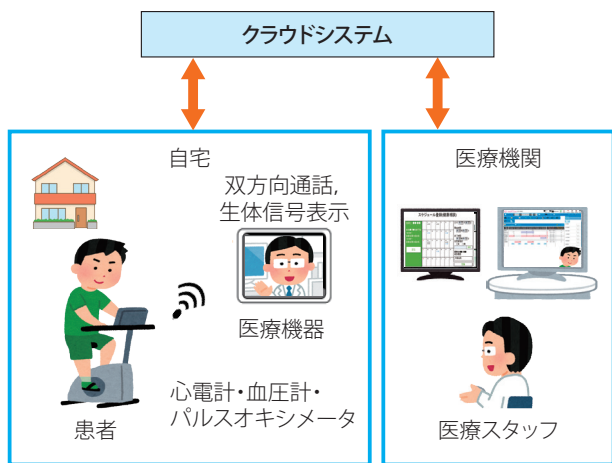 クラウドシステム
自宅
双方向通話,
生体信号表示
医療機器
心電計・血圧計・
パルスオキシメータ
患者
医療機関
医療スタッフ